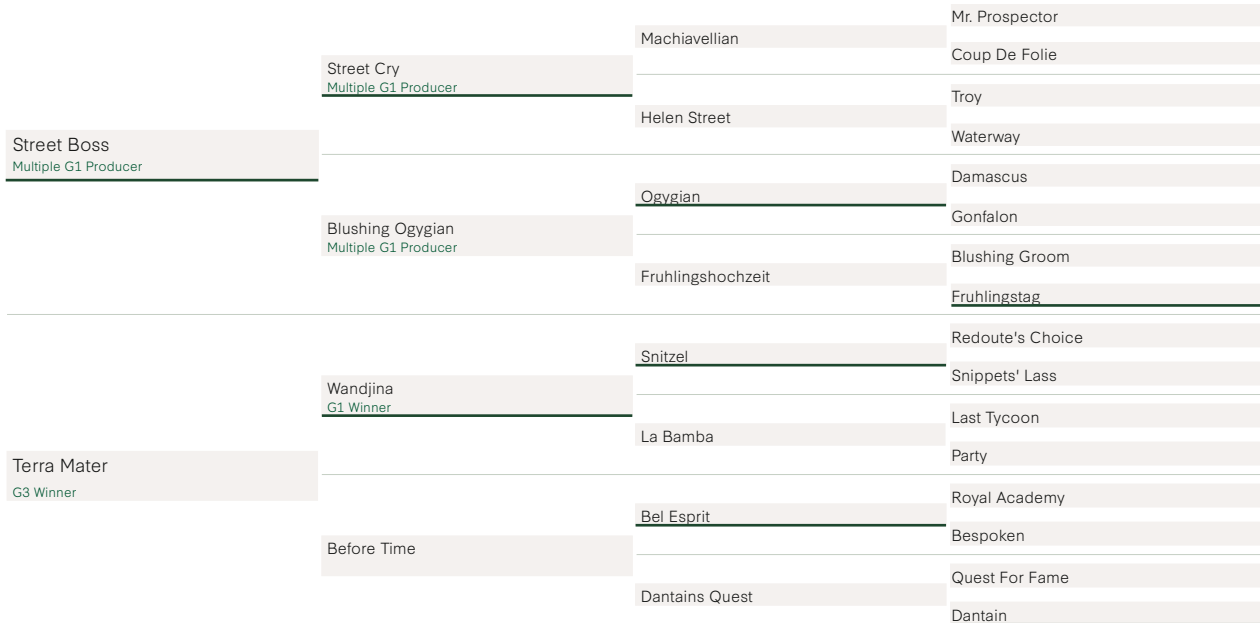 Street Boss
Multiple G1 Producer
Terra Mater
G3 Winner
Street Cry
Multiple G1 Producer
Blushing Ogygian
Multiple G1 Producer
Wandjina
G1 Winner
Before Time
Machiavellian
Helen Street
Ogygian
Fruhlingshochzeit
Snitzel
La Bamba
Bel Esprit
Dantains Quest
Mr. Prospector
Coup De Folie
Troy
Waterway
Damascus
Gonfalon
Blushing Groom
Fruhlingstag
Redoute's Choice
Snippets' Lass
Last Tycoon
Party
Royal Academy
Bespoken
Quest For Fame
Dantain